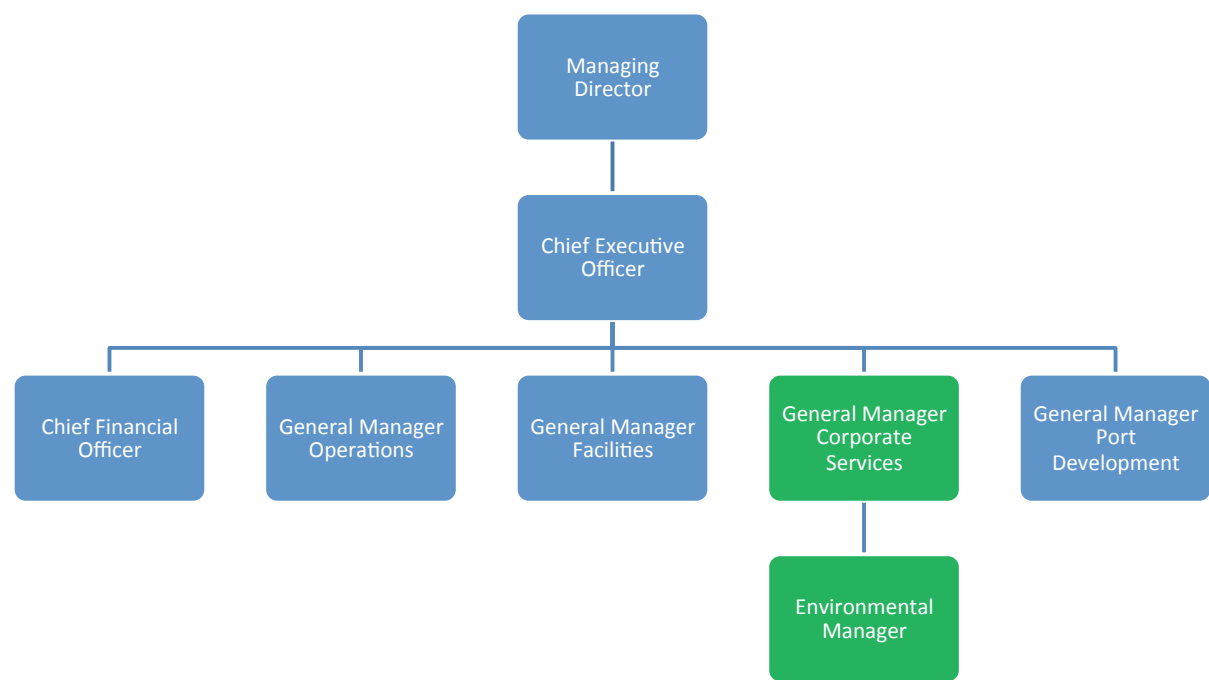 Managing
Director
Chief Executive
Officer
Chief Financial
Officer
General Manager
Operations
General Manager
Facilities
General Manager
Corporate
Services
General Manager
Port
Development
Environmental
Manager